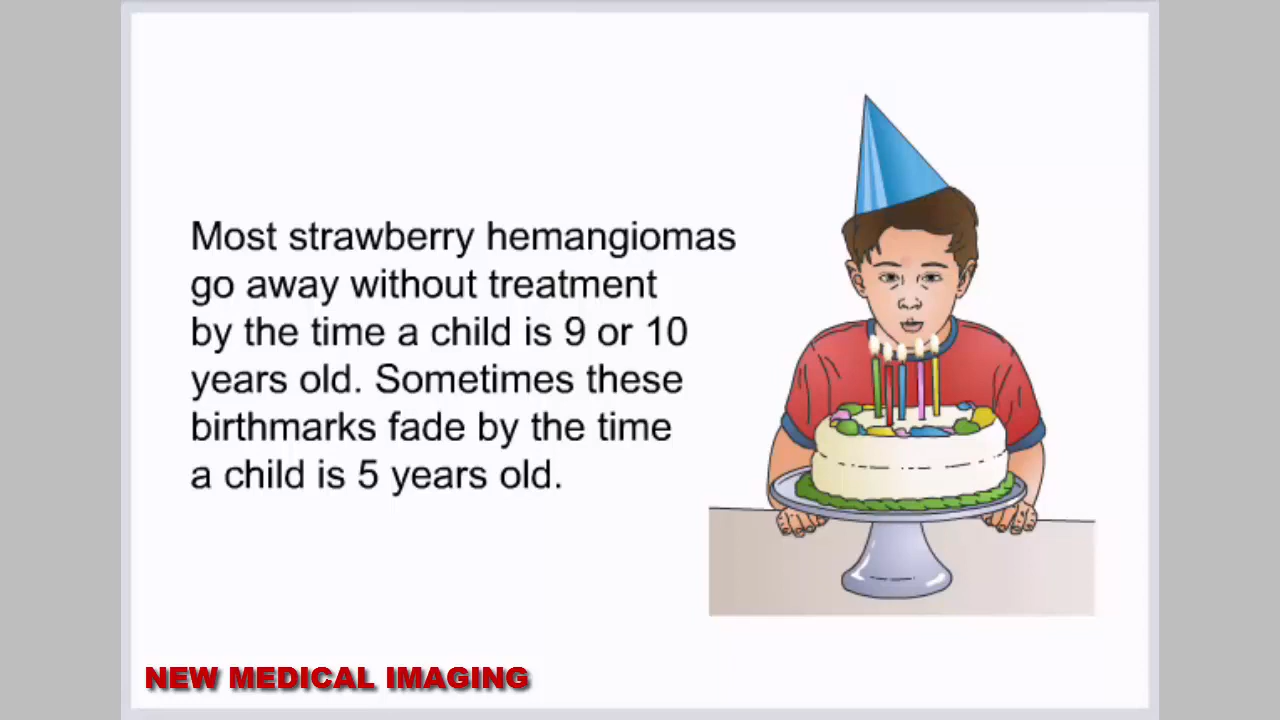 Most strawberry hemangiomas
go away without treatment
by the time a child is 9 or 10
years old. Sometimes these
birthmarks fade by the time
a child is 5 years old.
NEW MEDICAL IMAGING